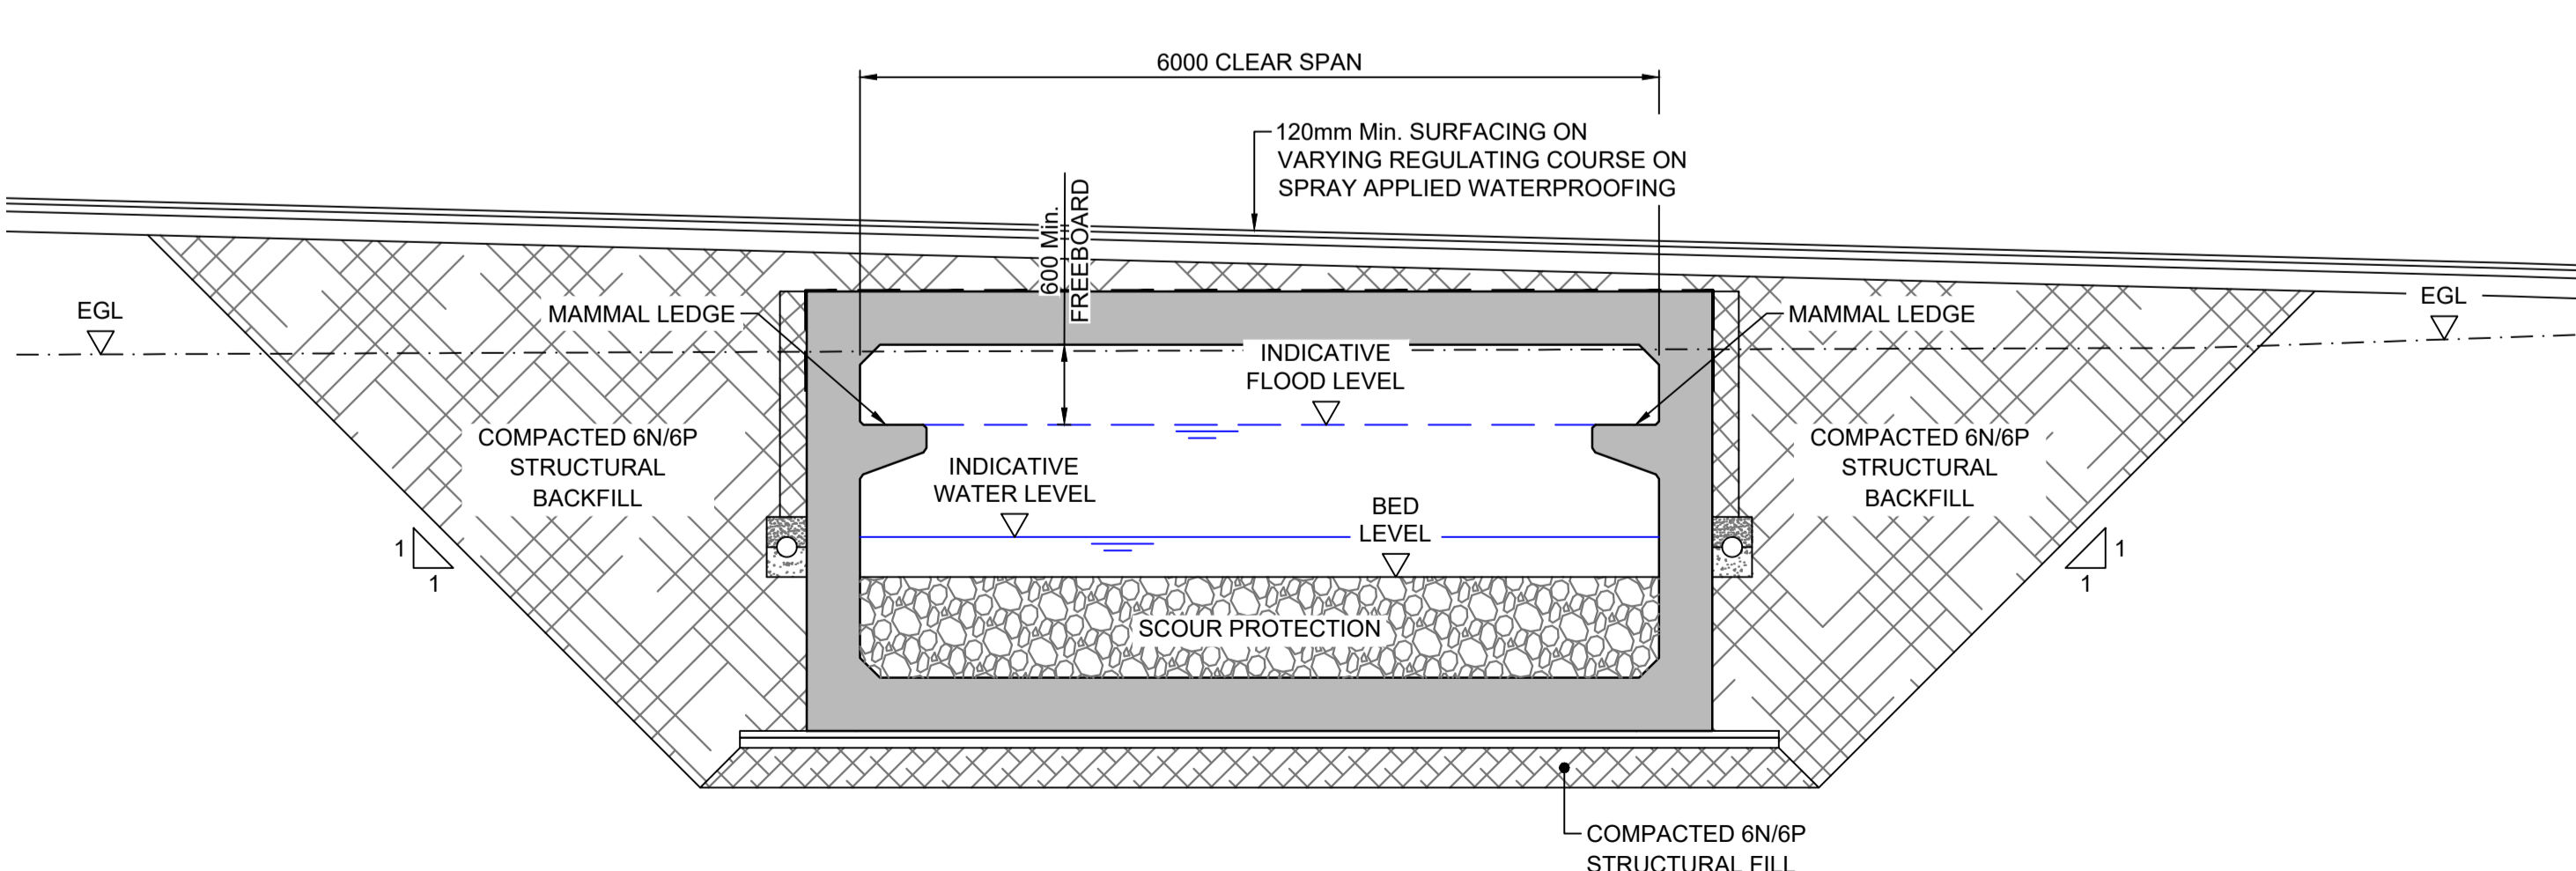 6000 CLEAR SPAN
120mm Min. SURFACING ON
VARYING REGULATING COURSE ON
SPRAY APPLIED WATERPROOFING
600 Min.
FREEBOARD
EGL
MAMMAL LEDGE
MAMMAL LEDGE
EGL
INDICATIVE
FLOOD LEVEL
COMPACTED 6N/6P
STRUCTURAL
BACKFILL
INDICATIVE
WATER LEVEL
BED
LEVEL
COMPACTED 6N/6P
STRUCTURAL
BACKFILL
1
1
1
1
SCOUR PROTECTION
COMPACTED 6N/6P
STRUCTURAL FILL